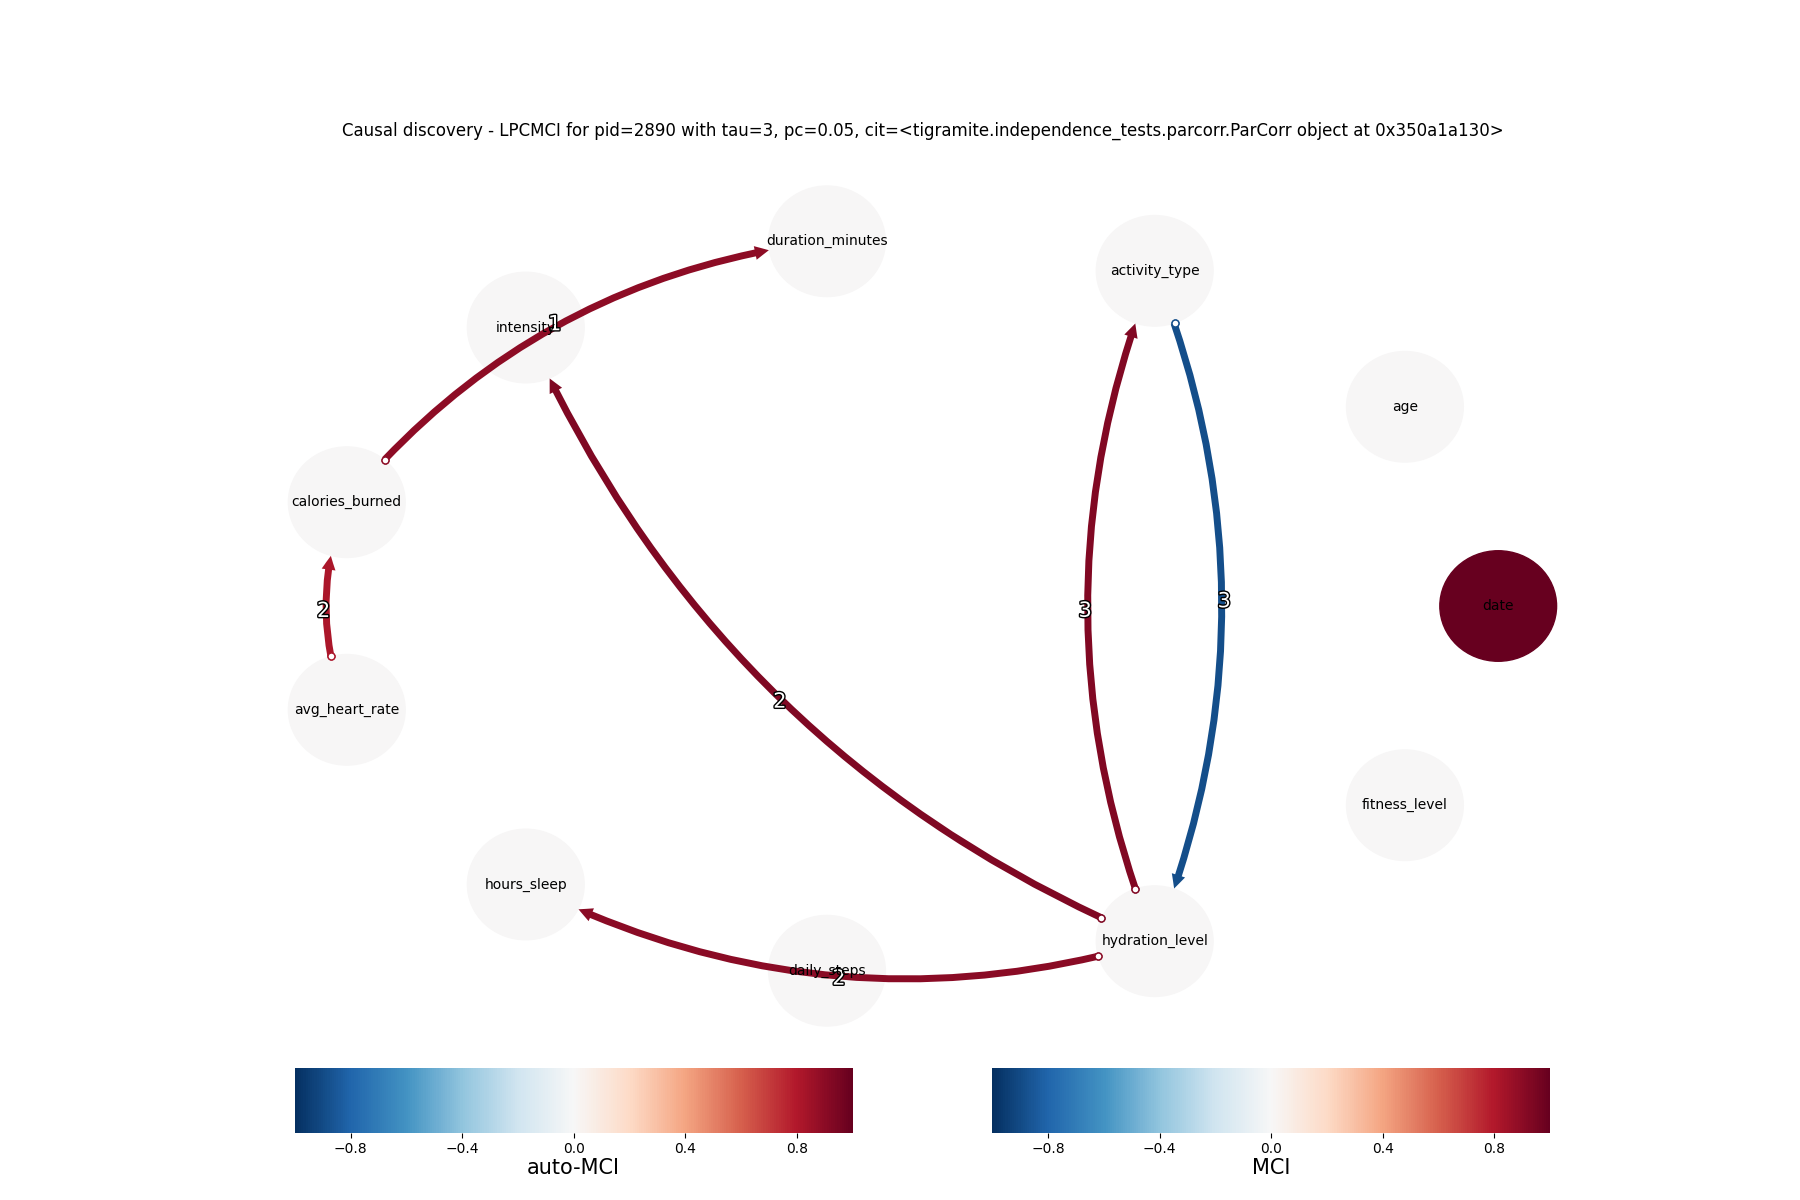 Causal discovery - LPCMCI for pid=2890 with tau=3, pc=0.05, cit=<tigramite.independence_tests.parcorr.ParCorr object at 0x350a1a130>
duration_minutes
activity_type
intensity
1
age
calories_burned
date
2
3
3
2
avg_heart_rate
fitness_level
hours_sleep
hydration_level
daily_steps
2
−0.8 −0.4 0.0 0.4 0.8
auto-MCI
−0.8 −0.4 0.0 0.4 0.8
MCI